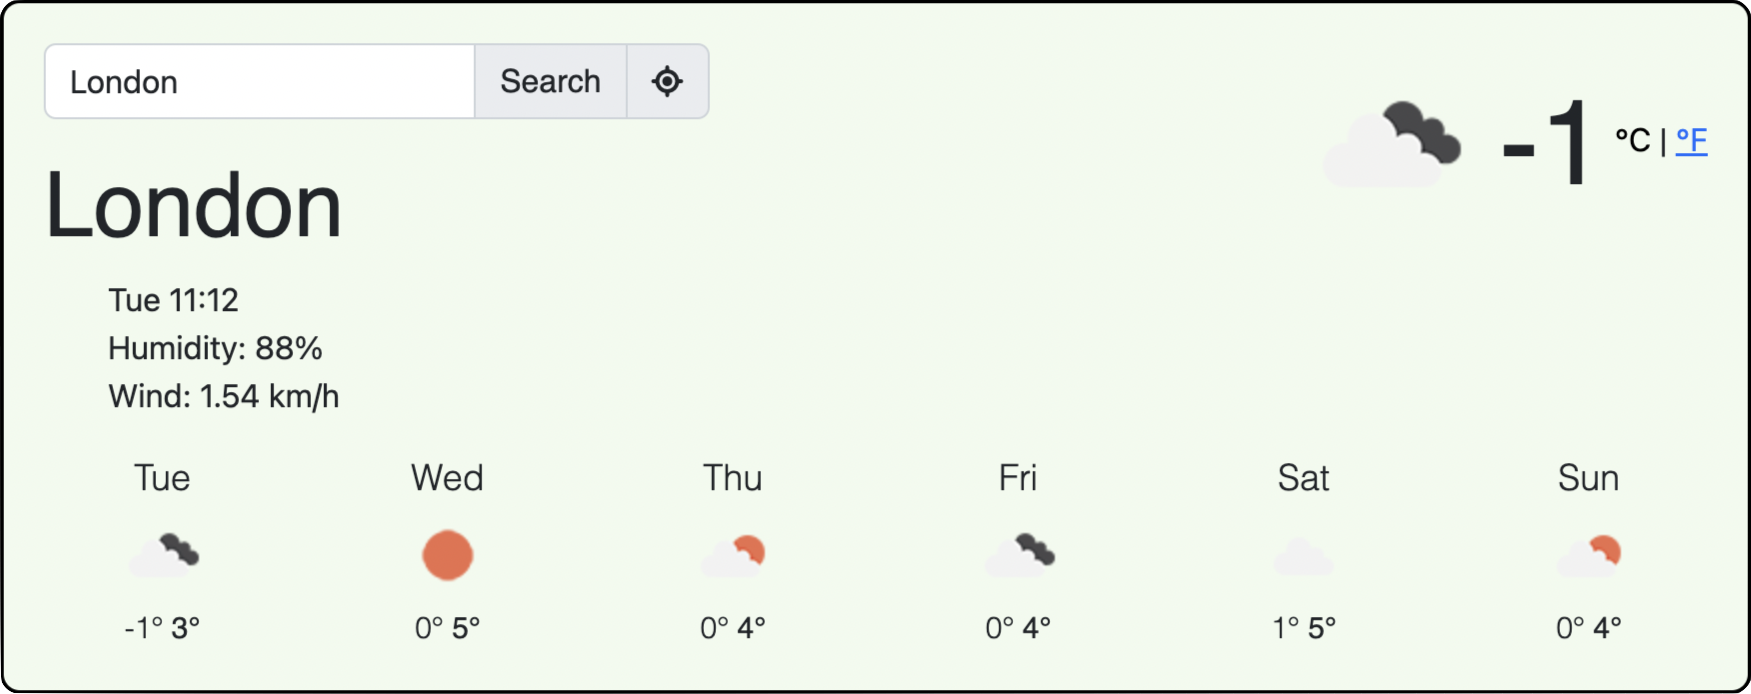 London Search
-1 °C | °F
London
Tue 11:12
Humidity: 88%
Wind: 1.54 km/h
Tue Wed Thu Fri Sat Sun
-1° 3° 0° 5° 0° 4° 0° 4° 1° 5° 0° 4°